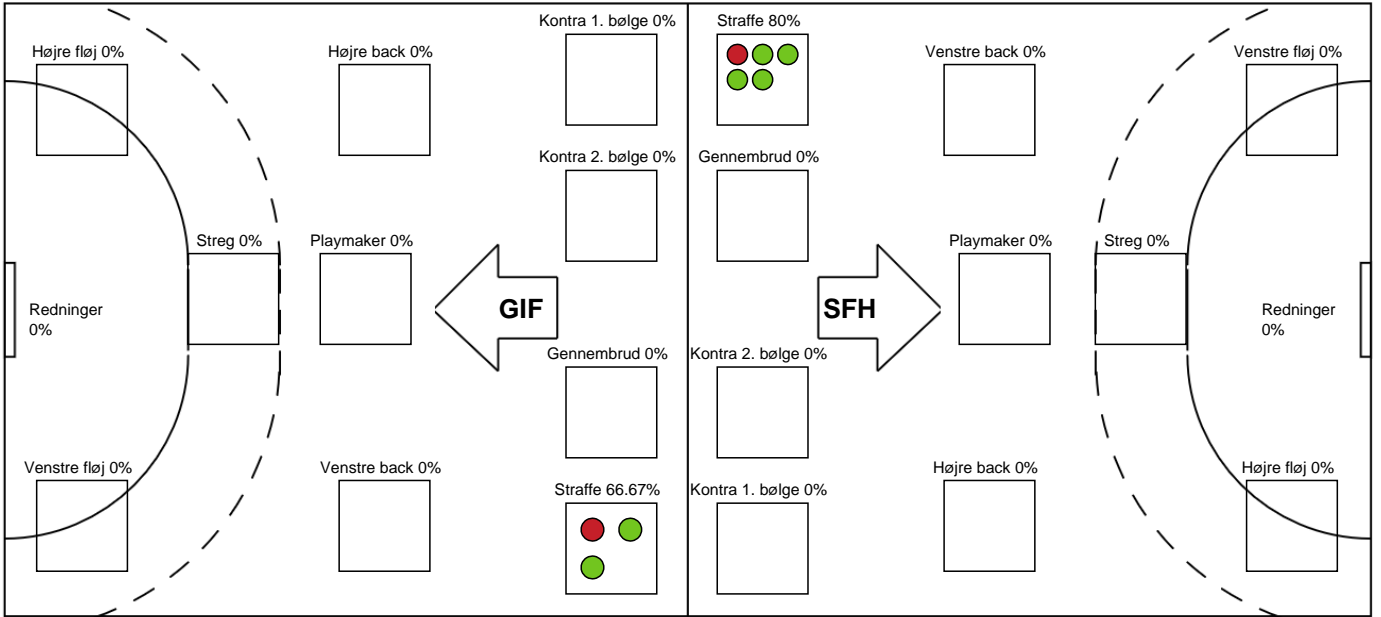 Kontra 1. bølge 0%
Straffe 80%
Højre fløj 0%
Højre back 0%
Venstre back 0%
Venstre fløj 0%
Kontra 2. bølge 0%
Gennembrud 0%
Streg 0%
Playmaker 0%
Playmaker 0%
Streg 0%
Redninger
0%
GIF
SFH
Redninger
0%
Gennembrud 0%
Kontra 2. bølge 0%
Venstre fløj 0%
Venstre back 0%
Højre back 0%
Højre fløj 0%
Straffe 66.67%
Kontra 1. bølge 0%